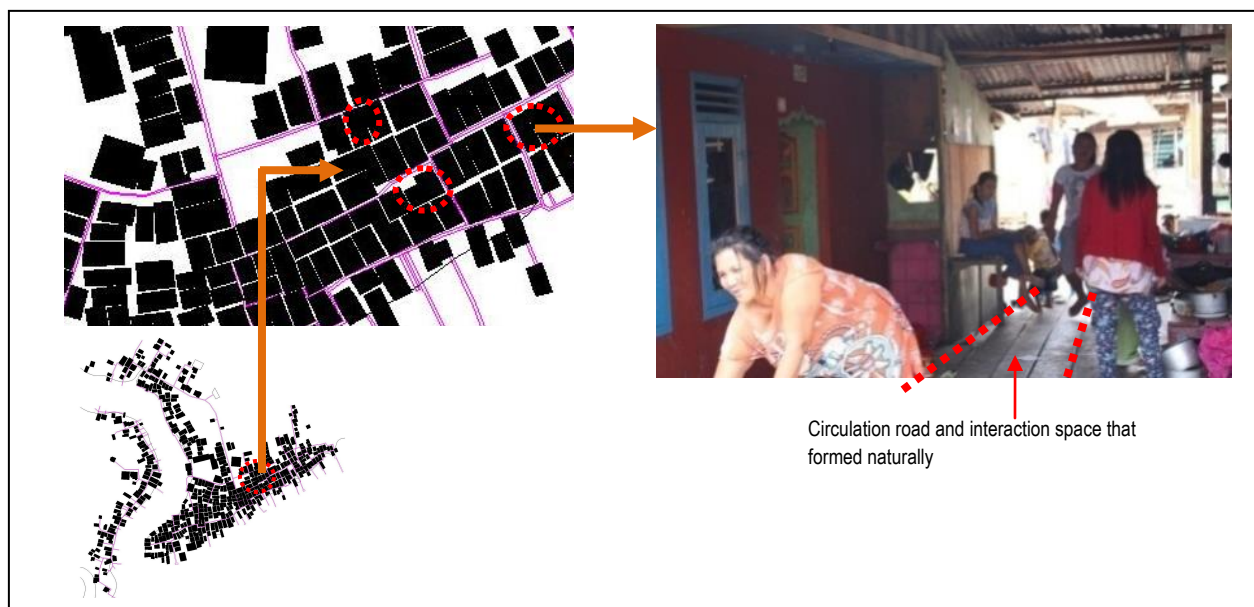 Circulation road and interaction space that
formed naturally